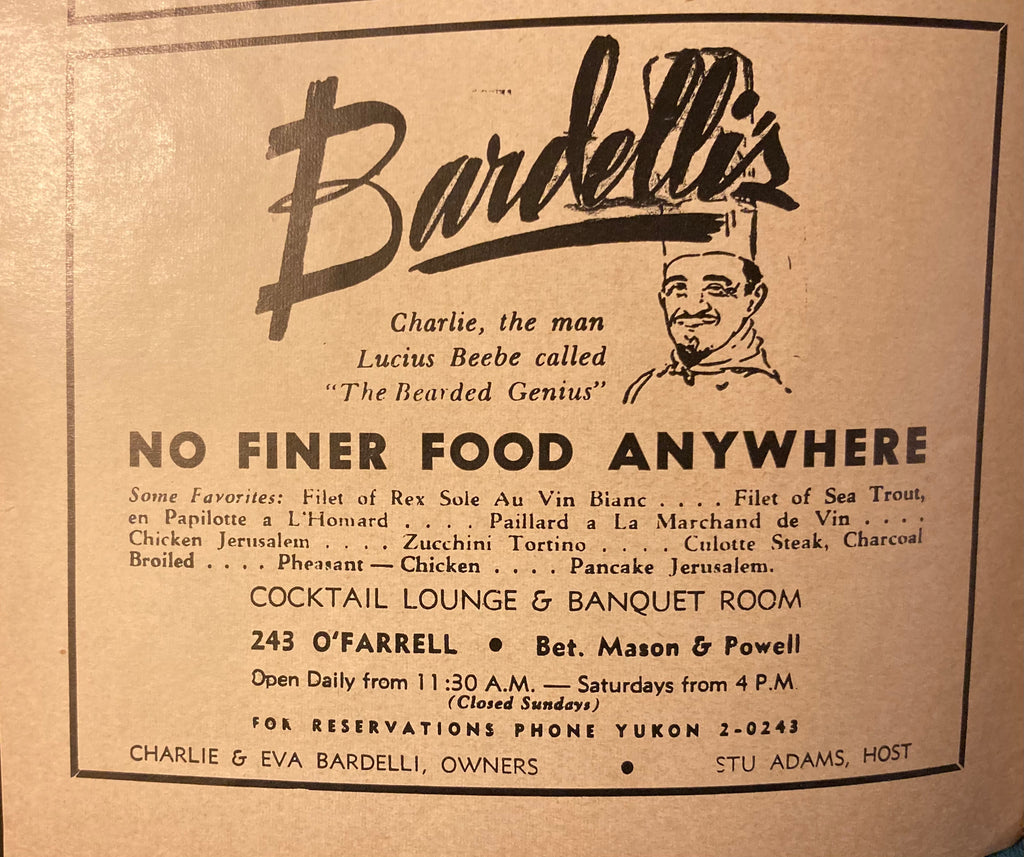 Bardelli's
Charlie, the man
Lucius Beebe called
"The Bearded Genius"
NO FINER FOOD ANYWHERE
Some Favorites: Filet of Rex Sole Au Vin Blanc . . . . Filet of Sea Trout,
en Papilotte a L'Homard . . . . Paillard a La Marchand de Vin . . . .
Chicken Jerusalem . . . . Zucchini Tortino . . . . Culotte Steak, Charcoal
Broiled . . . . Pheasant — Chicken . . . . Pancake Jerusalem.
COCKTAIL LOUNGE & BANQUET ROOM
243 O'FARRELL • Bet. Mason & Powell
Open Daily from 11:30 A.M. — Saturdays from 4 P.M.
(Closed Sundays)
FOR RESERVATIONS PHONE YUKON 2-0243
CHARLIE & EVA BARDELLI, OWNERS • STU ADAMS, HOST